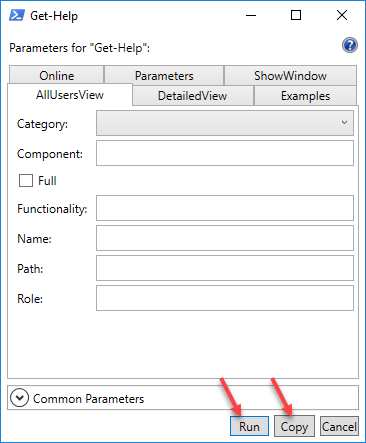 Get-Help
Parameters for "Get-Help":
?
Online Parameters ShowWindow
AllUsersView DetailedView Examples
Category:
Component:
Full
Functionality:
Name:
Path:
Role:
Common Parameters
Run Copy Cancel